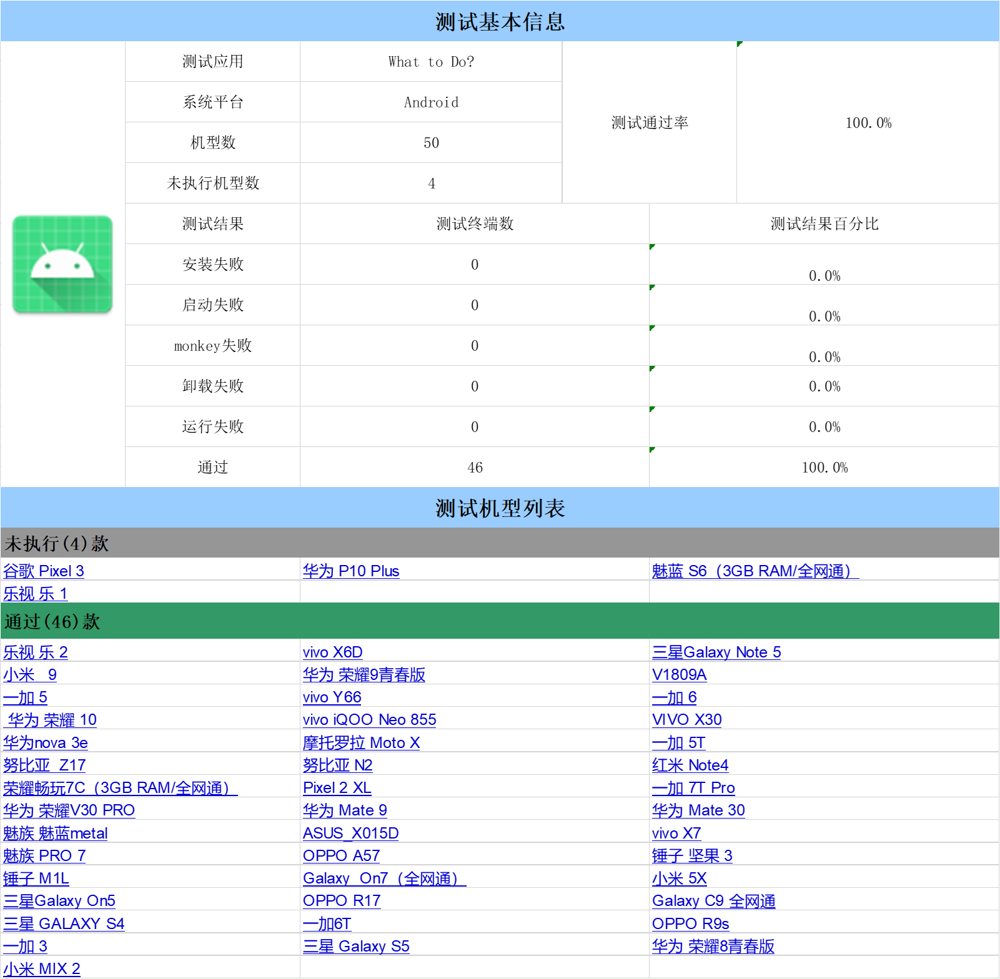 测试基本信息
测试应用 What to Do?
系统平台 Android
机型数 50
未执行机型数 4
测试通过率 100.0%
测试结果 测试终端数 测试结果百分比
安装失败 0 0.0%
启动失败 0 0.0%
monkey失败 0 0.0%
卸载失败 0 0.0%
运行失败 0 0.0%
通过 46 100.0%
测试机型列表
未执行(4)款
谷歌 Pixel 3 华为 P10 Plus 魅蓝 S6（3GB RAM/全网通）
乐视 乐 1
通过(46)款
乐视 乐 2 vivo X6D 三星Galaxy Note 5
小米 9 华为 荣耀9青春版 V1809A
一加 5 vivo Y66 一加 6
华为 荣耀 10 vivo iQOO Neo 855 VIVO X30
华为nova 3e 摩托罗拉 Moto X 一加 5T
努比亚 Z17 努比亚 N2 红米 Note4
荣耀畅玩7C（3GB RAM/全网通） Pixel 2 XL 一加 7T Pro
华为 荣耀V30 PRO 华为 Mate 9 华为 Mate 30
魅族 魅蓝metal ASUS_X015D vivo X7
魅族 PRO 7 OPPO A57 锤子 坚果 3
锤子 M1L Galaxy On7（全网通） 小米 5X
三星Galaxy On5 OPPO R17 Galaxy C9 全网通
三星 GALAXY S4 一加6T OPPO R9s
一加 3 三星 Galaxy S5 华为 荣耀8青春版
小米 MIX 2